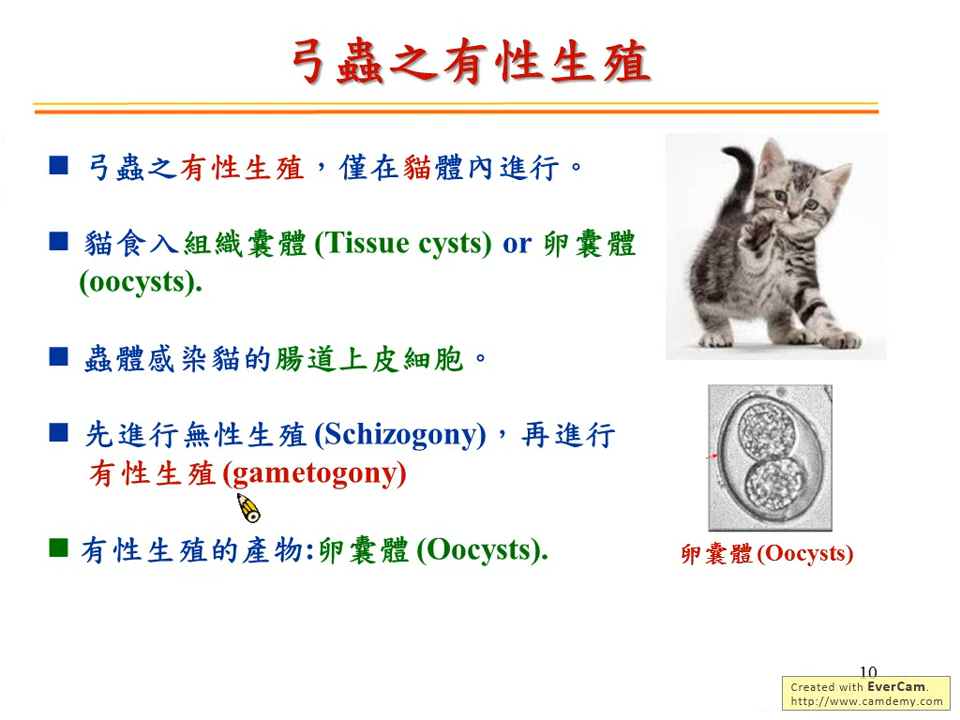 弓蟲之有性生殖
弓蟲之有性生殖，僅在貓體內進行。
貓食入組織囊體 (Tissue cysts) or 卵囊體
(oocysts).
蟲體感染貓的腸道上皮細胞。
先進行無性生殖 (Schizogony)，再進行
有性生殖 (gametogony)
有性生殖的產物:卵囊體 (Oocysts).
卵囊體 (Oocysts)
10
Created with EverCam.
http://www.camdemy.com